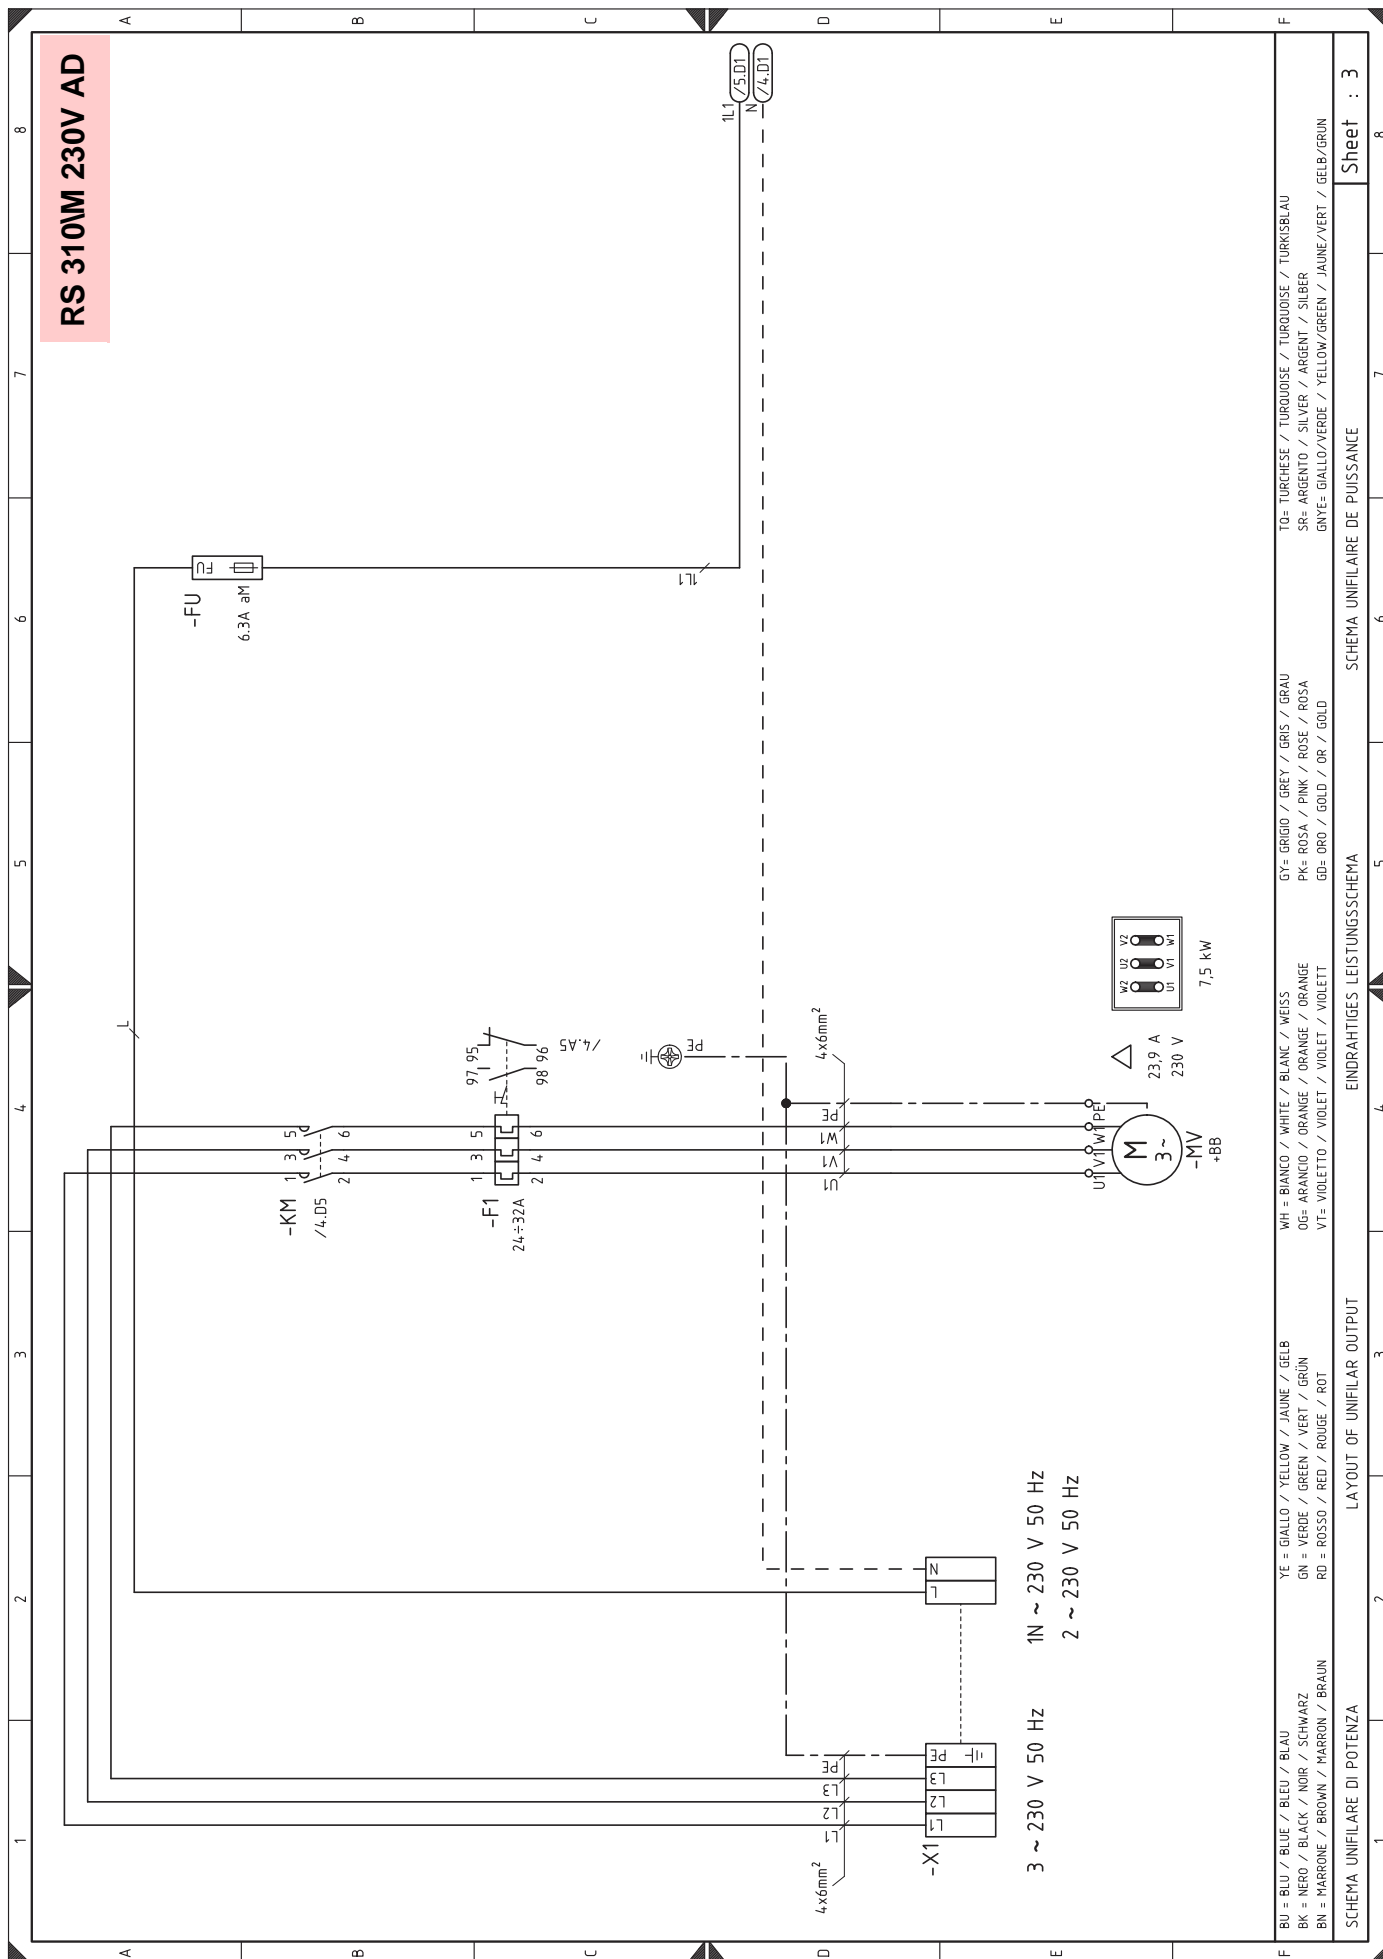 RS 310\M 230V AD
1 2 3 4 5 6 7 8
A
B
C
D
E
F
L
-FU
FU
6.3A aM
1L1
1L1 /5.D1
N /4.D1
-KM
/4.D5
1 3 5
2 4 6
-F1
24÷32A
1 3 5
2 4 6
97 95
98 96
/4.A5
PE
4x6mm²
L1 L2 L3 PE
4x6mm²
U1 V1 W1 PE
-X1
L1 L2 L3 PE
L N
3 ~ 230 V 50 Hz
1N ~ 230 V 50 Hz
2 ~ 230 V 50 Hz
U1 V1 W1 PE
M
3~
-MV
+BB
23,9 A
230 V
W2 U2 V2
U1 V1 W1
7,5 kW
BU = BLU / BLUE / BLEU / BLAU
BK = NERO / BLACK / NOIR / SCHWARZ
BN = MARRONE / BROWN / MARRON / BRAUN
YE = GIALLO / YELLOW / JAUNE / GELB
GN = VERDE / GREEN / VERT / GRÜN
RD = ROSSO / RED / ROUGE / ROT
WH = BIANCO / WHITE / BLANC / WEISS
OG= ARANCIO / ORANGE / ORANGE / ORANGE
VT= VIOLETTO / VIOLET / VIOLET / VIOLETT
GY= GRIGIO / GREY / GRIS / GRAU
PK= ROSA / PINK / ROSE / ROSA
GD= ORO / GOLD / OR / GOLD
TQ= TURCHESE / TURQUOISE / TURQUOISE / TURKISBLAU
SR= ARGENTO / SILVER / ARGENT / SILBER
GNYE= GIALLO/VERDE / YELLOW/GREEN / JAUNE/VERT / GELB/GRUN
SCHEMA UNIFILARE DI POTENZA
LAYOUT OF UNIFILAR OUTPUT
EINDRAHTIGES LEISTUNGSSCHEMA
SCHEMA UNIFILAIRE DE PUISSANCE
Sheet : 3
1 2 3 4 5 6 7 8
A
B
C
D
E
F